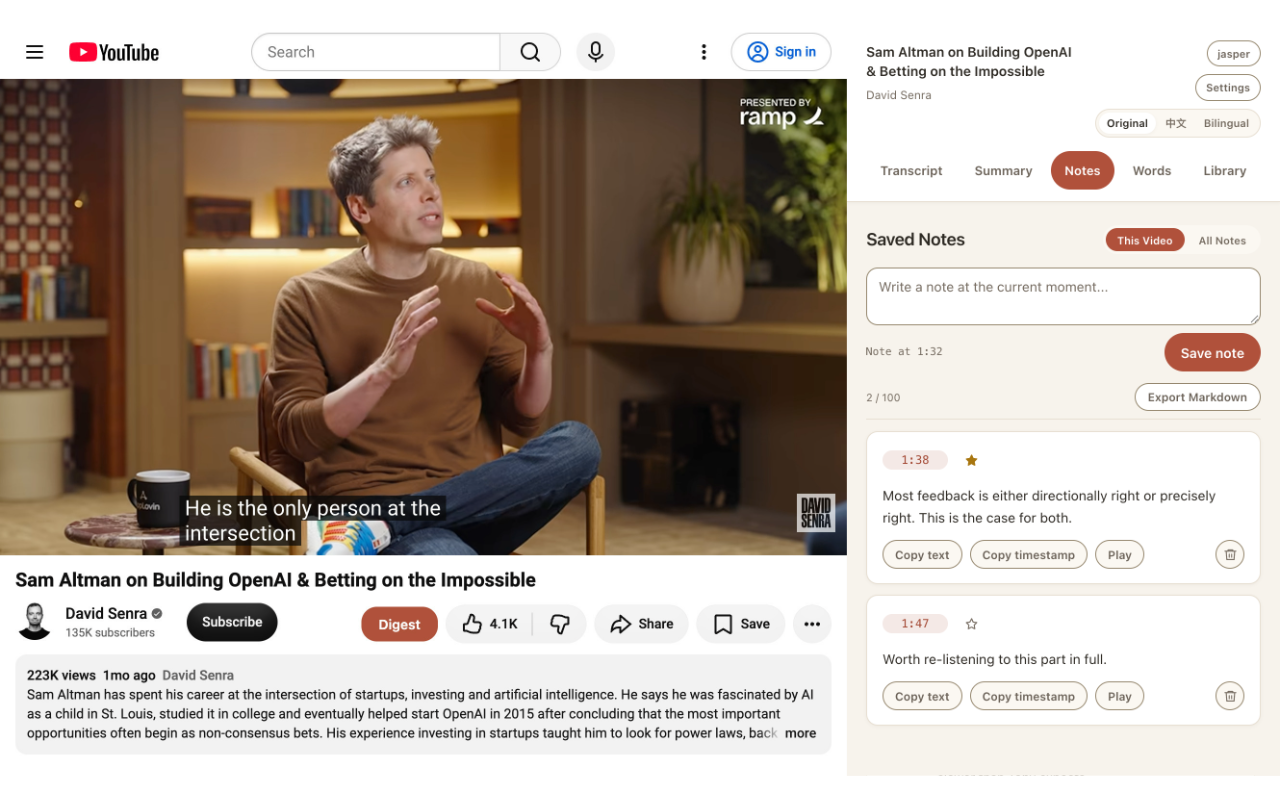 YouTube
Search
Sign in
PRESENTED BY
ramp
He is the only person at the
intersection
DAVID
SENRA
Sam Altman on Building OpenAI & Betting on the Impossible
David Senra
135K subscribers
Subscribe
Digest
4.1K
Share
Save
223K views 1mo ago David Senra
Sam Altman has spent his career at the intersection of startups, investing and artificial intelligence. He says he was fascinated by AI
as a child in St. Louis, studied it in college and eventually helped start OpenAI in 2015 after concluding that the most important
opportunities often begin as non-consensus bets. His experience investing in startups taught him to look for power laws, back more
Sam Altman on Building OpenAI
& Betting on the Impossible
David Senra
jasper
Settings
Original 中文 Bilingual
Transcript Summary Notes Words Library
Saved Notes
This Video All Notes
Write a note at the current moment...
Note at 1:32
Save note
2 / 100
Export Markdown
1:38
Most feedback is either directionally right or precisely
right. This is the case for both.
Copy text Copy timestamp Play
1:47
Worth re-listening to this part in full.
Copy text Copy timestamp Play